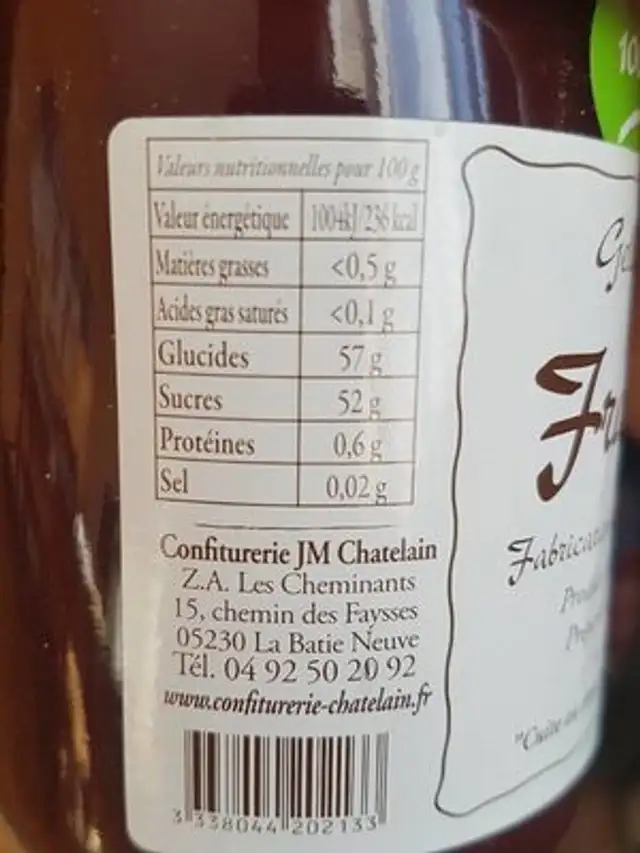 Valeurs nutritionnelles pour 100 g
Valeur énergétique 1004kJ/236 kcal
Matières grasses <0,5 g
Acides gras saturés <0,1 g
Glucides 57 g
Sucres 52 g
Protéines 0,6 g
Sel 0,02 g
Confiturerie JM Chatelain
Z.A. Les Cheminants
15, chemin des Faysses
05230 La Batie Neuve
Tél. 04 92 50 20 92
www.confiturerie-chatelain.fr
3 338044 202133